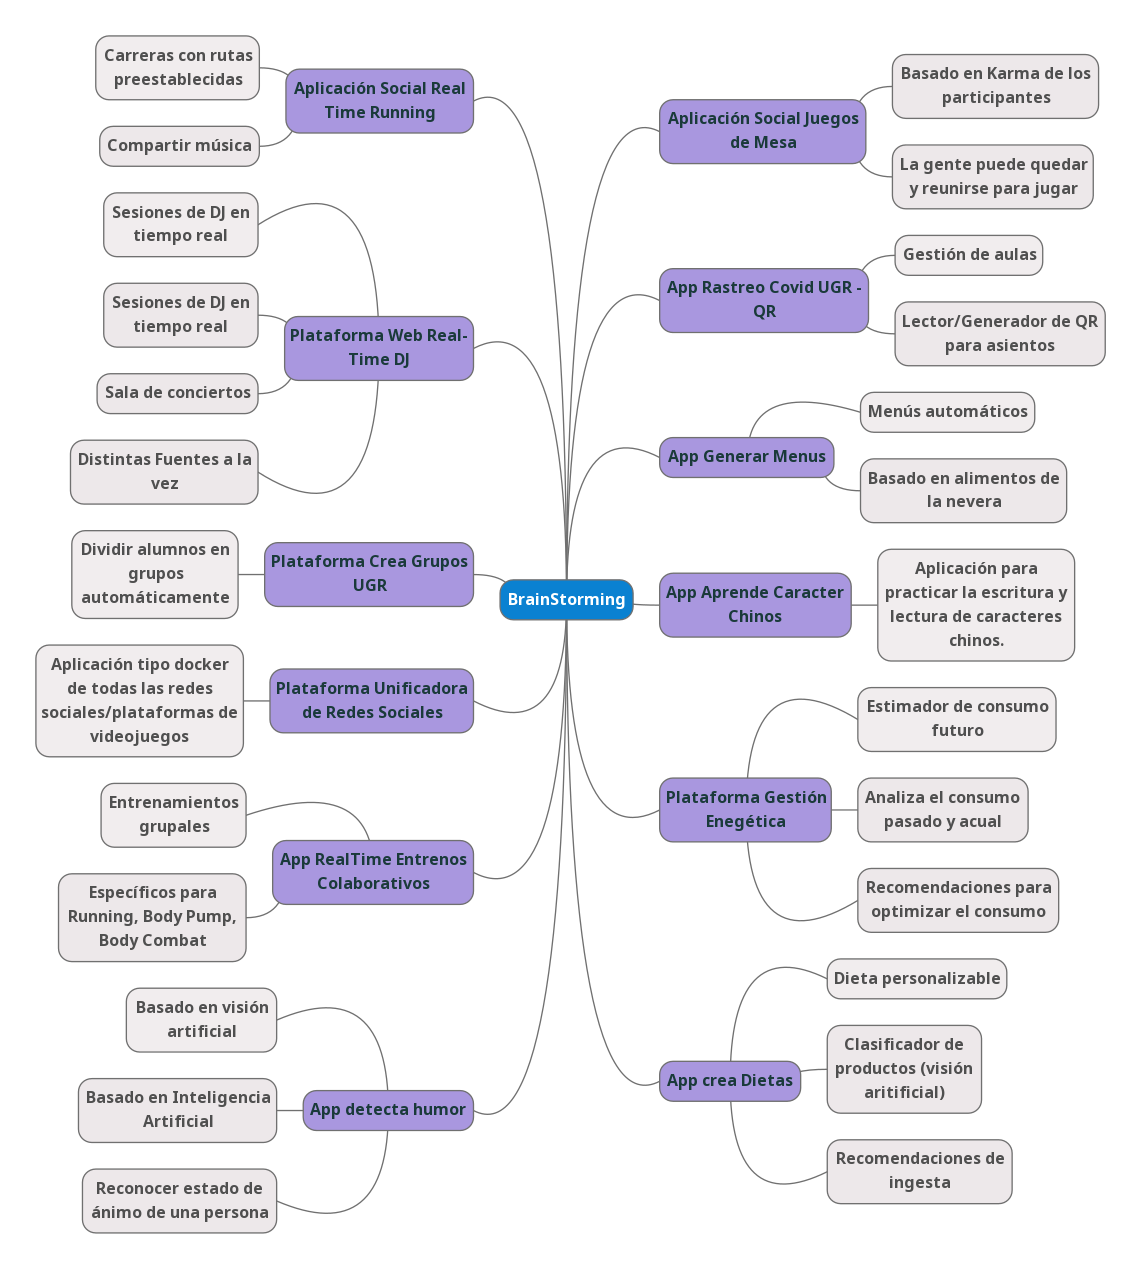 Carreras con rutas
preestablecidas
Aplicación Social Real
Time Running
Compartir música
Sesiones de DJ en
tiempo real
Sesiones de DJ en
tiempo real
Plataforma Web Real-
Time DJ
Sala de conciertos
Distintas Fuentes a la
vez
Dividir alumnos en
grupos
automáticamente
Plataforma Crea Grupos
UGR
Aplicación tipo docker
de todas las redes
sociales/plataformas de
videojuegos
Plataforma Unificadora
de Redes Sociales
Entrenamientos
grupales
App RealTime Entrenos
Colaborativos
Específicos para
Running, Body Pump,
Body Combat
Basado en visión
artificial
Basado en Inteligencia
Artificial
App detecta humor
Reconocer estado de
ánimo de una persona
BrainStorming
Aplicación Social Juegos
de Mesa
Basado en Karma de los
participantes
La gente puede quedar
y reunirse para jugar
App Rastreo Covid UGR -
QR
Gestión de aulas
Lector/Generador de QR
para asientos
App Generar Menus
Menús automáticos
Basado en alimentos de
la nevera
App Aprende Caracter
Chinos
Aplicación para
practicar la escritura y
lectura de caracteres
chinos.
Plataforma Gestión
Enegética
Estimador de consumo
futuro
Analiza el consumo
pasado y acual
Recomendaciones para
optimizar el consumo
App crea Dietas
Dieta personalizable
Clasificador de
productos (visión
aritificial)
Recomendaciones de
ingesta